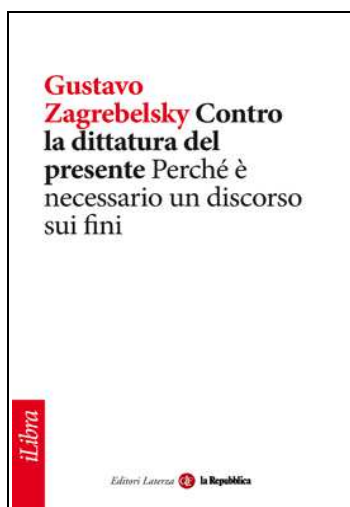 Gustavo
Zagrebelsky Contro
la dittatura del
presente Perché è
necessario un discorso
sui fini
iLibra
Editori Laterza la Repubblica